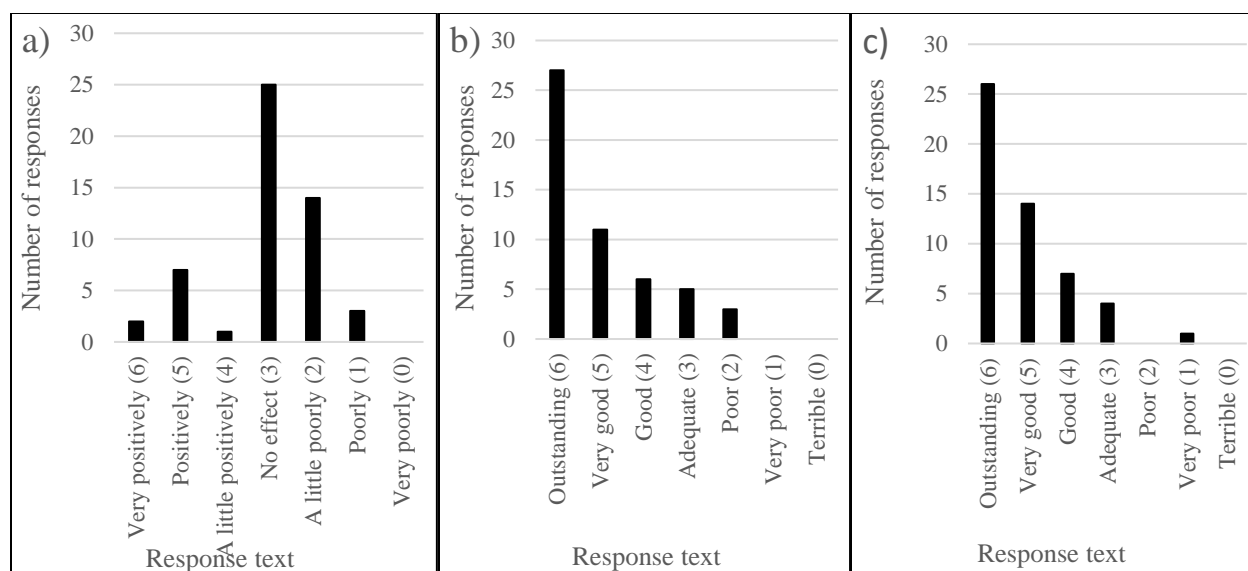 a)
Number of responses
30
25
20
15
10
5
0
Very positively (6)
Positively (5)
A little positively (4)
No effect (3)
A little poorly (2)
Poorly (1)
Very poorly (0)
Response text
b)
Number of responses
30
25
20
15
10
5
0
Outstanding (6)
Very good (5)
Good (4)
Adequate (3)
Poor (2)
Very poor (1)
Terrible (0)
Response text
c)
Number of responses
30
25
20
15
10
5
0
Outstanding (6)
Very good (5)
Good (4)
Adequate (3)
Poor (2)
Very poor (1)
Terrible (0)
Response text